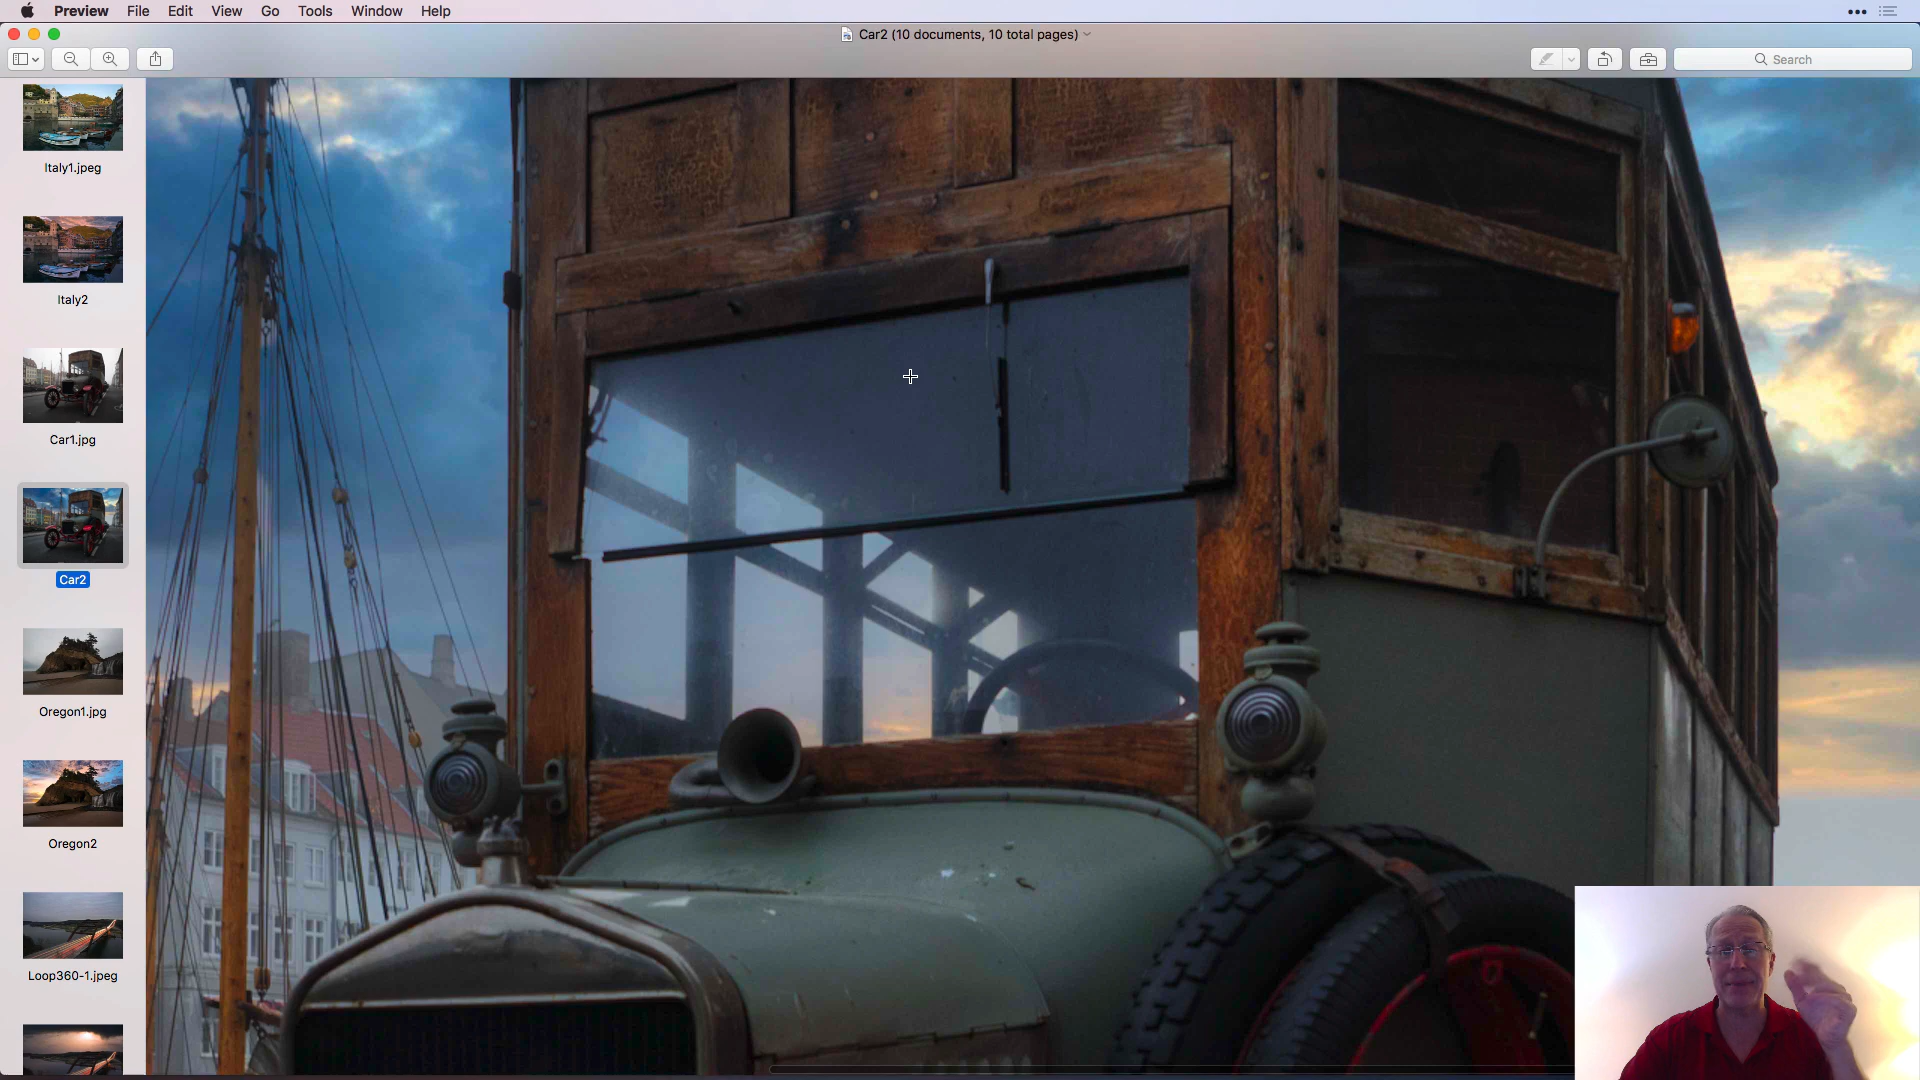 Preview File Edit View Go Tools Window Help
Car2 (10 documents, 10 total pages)
Search
Italy1.jpeg
Italy2
Car1.jpg
Car2
Oregon1.jpg
Oregon2
Loop360-1.jpeg